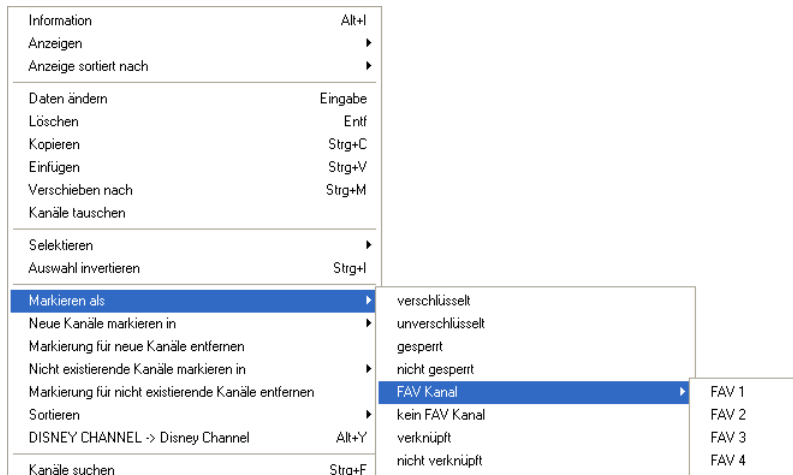 Information Alt+I
Anzeigen
Anzeige sortiert nach
Daten ändern Eingabe
Löschen Entf
Kopieren Strg+C
Einfügen Strg+V
Verschieben nach Strg+M
Kanäle tauschen
Selektieren
Auswahl invertieren Strg+I
Markieren als
Neue Kanäle markieren in
Markierung für neue Kanäle entfernen
Nicht existierende Kanäle markieren in
Markierung für nicht existierende Kanäle entfernen
Sortieren
DISNEY CHANNEL -> Disney Channel Alt+Y
Kanäle suchen Strg+F
verschlüsselt
unverschlüsselt
gesperrt
nicht gesperrt
FAV Kanal
kein FAV Kanal
verknüpft
nicht verknüpft
FAV 1
FAV 2
FAV 3
FAV 4